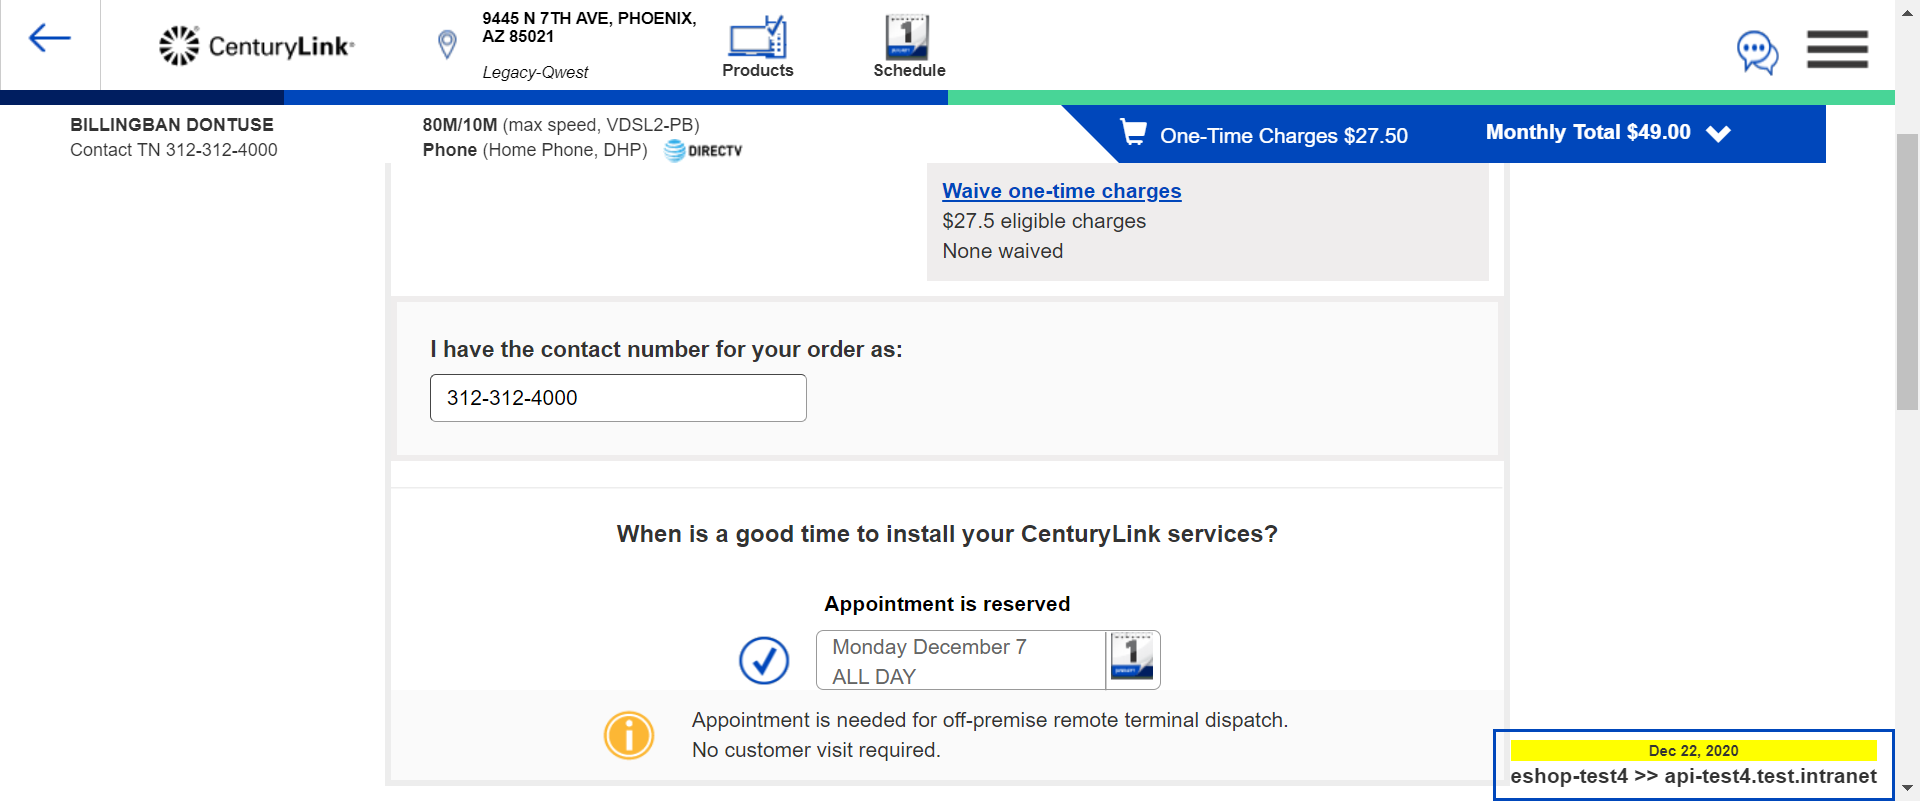 CenturyLink
9445 N 7TH AVE, PHOENIX,
AZ 85021
Legacy-Qwest
Products
1
JANUARY
Schedule
BILLINGBAN DONTUSE
Contact TN 312-312-4000
80M/10M (max speed, VDSL2-PB)
Phone (Home Phone, DHP) AT&T DIRECTV
One-Time Charges $27.50
Monthly Total $49.00
Waive one-time charges
$27.5 eligible charges
None waived
I have the contact number for your order as:
312-312-4000
When is a good time to install your CenturyLink services?
Appointment is reserved
Monday December 7
ALL DAY
1
JANUARY
Appointment is needed for off-premise remote terminal dispatch.
No customer visit required.
Dec 22, 2020
eshop-test4 >> api-test4.test.intranet